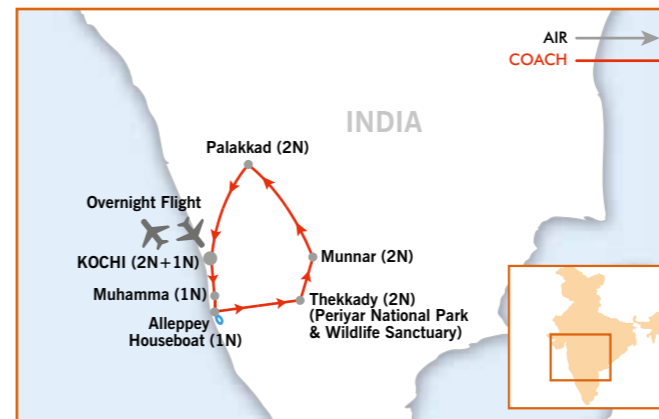 AIR
COACH
INDIA
Palakkad (2N)
Overnight Flight
KOCHI (2N+1N)
Munnar (2N)
Muhamma (1N)
Thekkady (2N)
(Periyar National Park
& Wildlife Sanctuary)
Alleppey
Houseboat (1N)